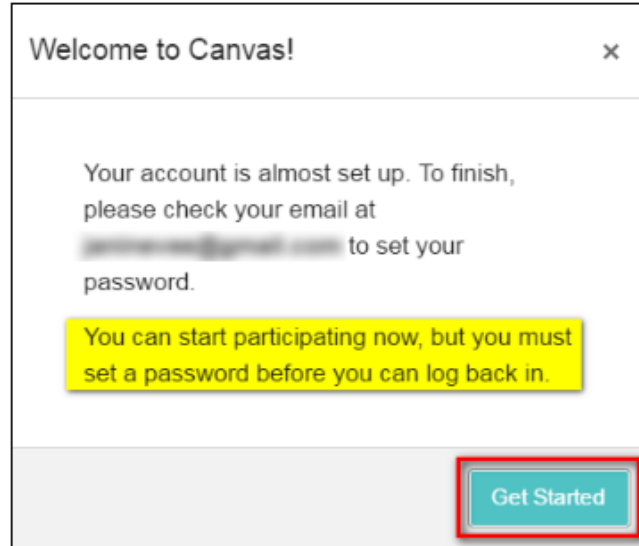 Welcome to Canvas!
×
Your account is almost set up. To finish,
please check your email at
to set your
password.
You can start participating now, but you must
set a password before you can log back in.
Get Started